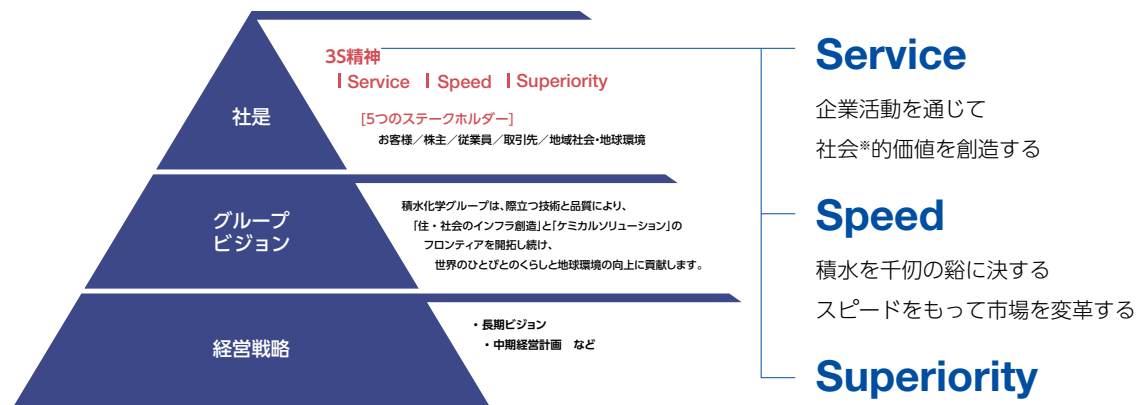 社是
3S精神
Service Speed Superiority
[5つのステークホルダー]
お客様／株主／従業員／取引先／地域社会・地球環境
グループ
ビジョン
積水化学グループは、際立つ技術と品質により、
「住・社会のインフラ創造」と「ケミカルソリューション」の
フロンティアを開拓し続け、
世界のひとびとのくらしと地球環境の向上に貢献します。
経営戦略
・長期ビジョン
・中期経営計画　など
Service
企業活動を通じて
社会※的価値を創造する
Speed
積水を千仞の谿に決する
スピードをもって市場を変革する
Superiority